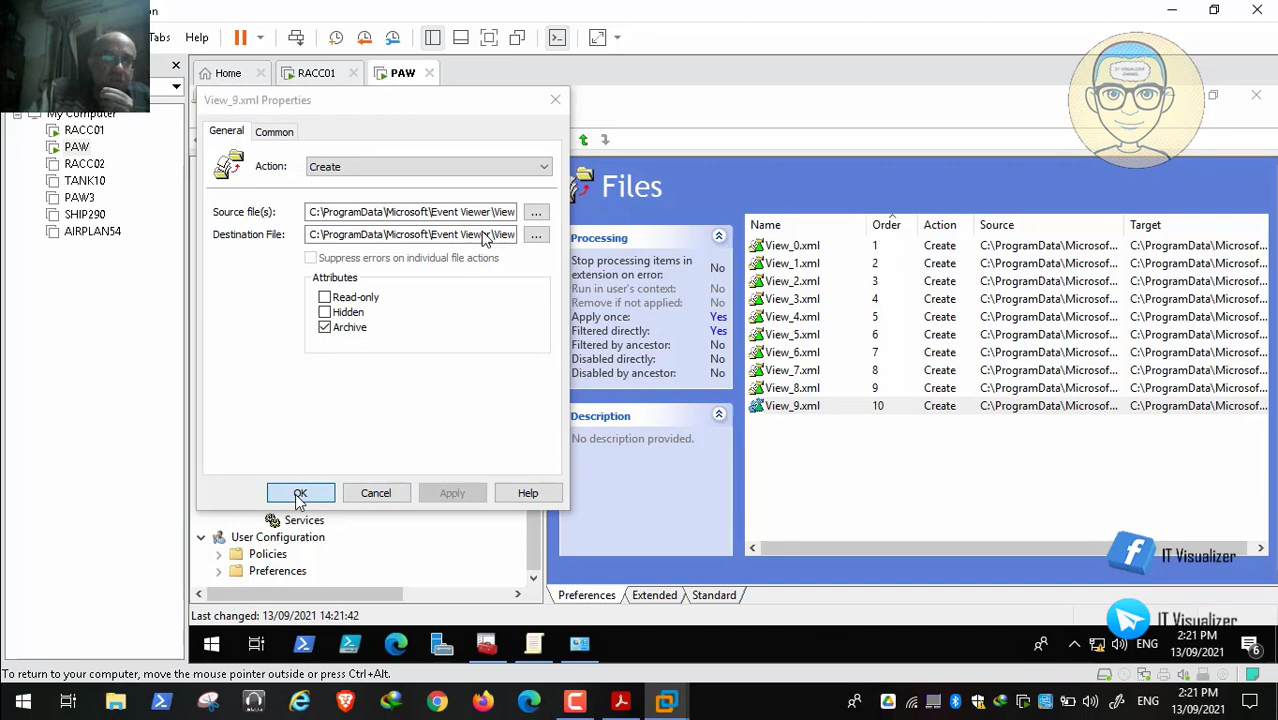 on
Tabs Help
Home RACC01 PAW
My Computer
RACC01
PAW
RACC02
TANK10
PAW3
SHIP290
AIRPLAN54
View_9.xml Properties
General Common
Action: Create
Source file(s): C:\ProgramData\Microsoft\Event Viewer\View ...
Destination File: C:\ProgramData\Microsoft\Event Viewer\View ...
Suppress errors on individual file actions
Attributes
Read-only
Hidden
Archive
OK Cancel Apply Help
Services
User Configuration
Policies
Preferences
Files
Processing
Stop processing items in
extension on error: No
Run in user's context: No
Remove if not applied: No
Apply once: Yes
Filtered directly: Yes
Filtered by ancestor: No
Disabled directly: No
Disabled by ancestor: No
Description
No description provided.
Name Order Action Source Target
View_0.xml 1 Create C:\ProgramData\Microsof... C:\ProgramData\Microsof...
View_1.xml 2 Create C:\ProgramData\Microsof... C:\ProgramData\Microsof...
View_2.xml 3 Create C:\ProgramData\Microsof... C:\ProgramData\Microsof...
View_3.xml 4 Create C:\ProgramData\Microsof... C:\ProgramData\Microsof...
View_4.xml 5 Create C:\ProgramData\Microsof... C:\ProgramData\Microsof...
View_5.xml 6 Create C:\ProgramData\Microsof... C:\ProgramData\Microsof...
View_6.xml 7 Create C:\ProgramData\Microsof... C:\ProgramData\Microsof...
View_7.xml 8 Create C:\ProgramData\Microsof... C:\ProgramData\Microsof...
View_8.xml 9 Create C:\ProgramData\Microsof... C:\ProgramData\Microsof...
View_9.xml 10 Create C:\ProgramData\Microsof... C:\ProgramData\Microsof...
IT VISUALIZER
CHANNEL
IT Visualizer
IT Visualizer
Preferences Extended Standard
Last changed: 13/09/2021 14:21:42
ENG 2:21 PM
13/09/2021
6
To return to your computer, move the mouse pointer outside or press Ctrl+Alt.
ENG 2:21 PM
13/09/2021